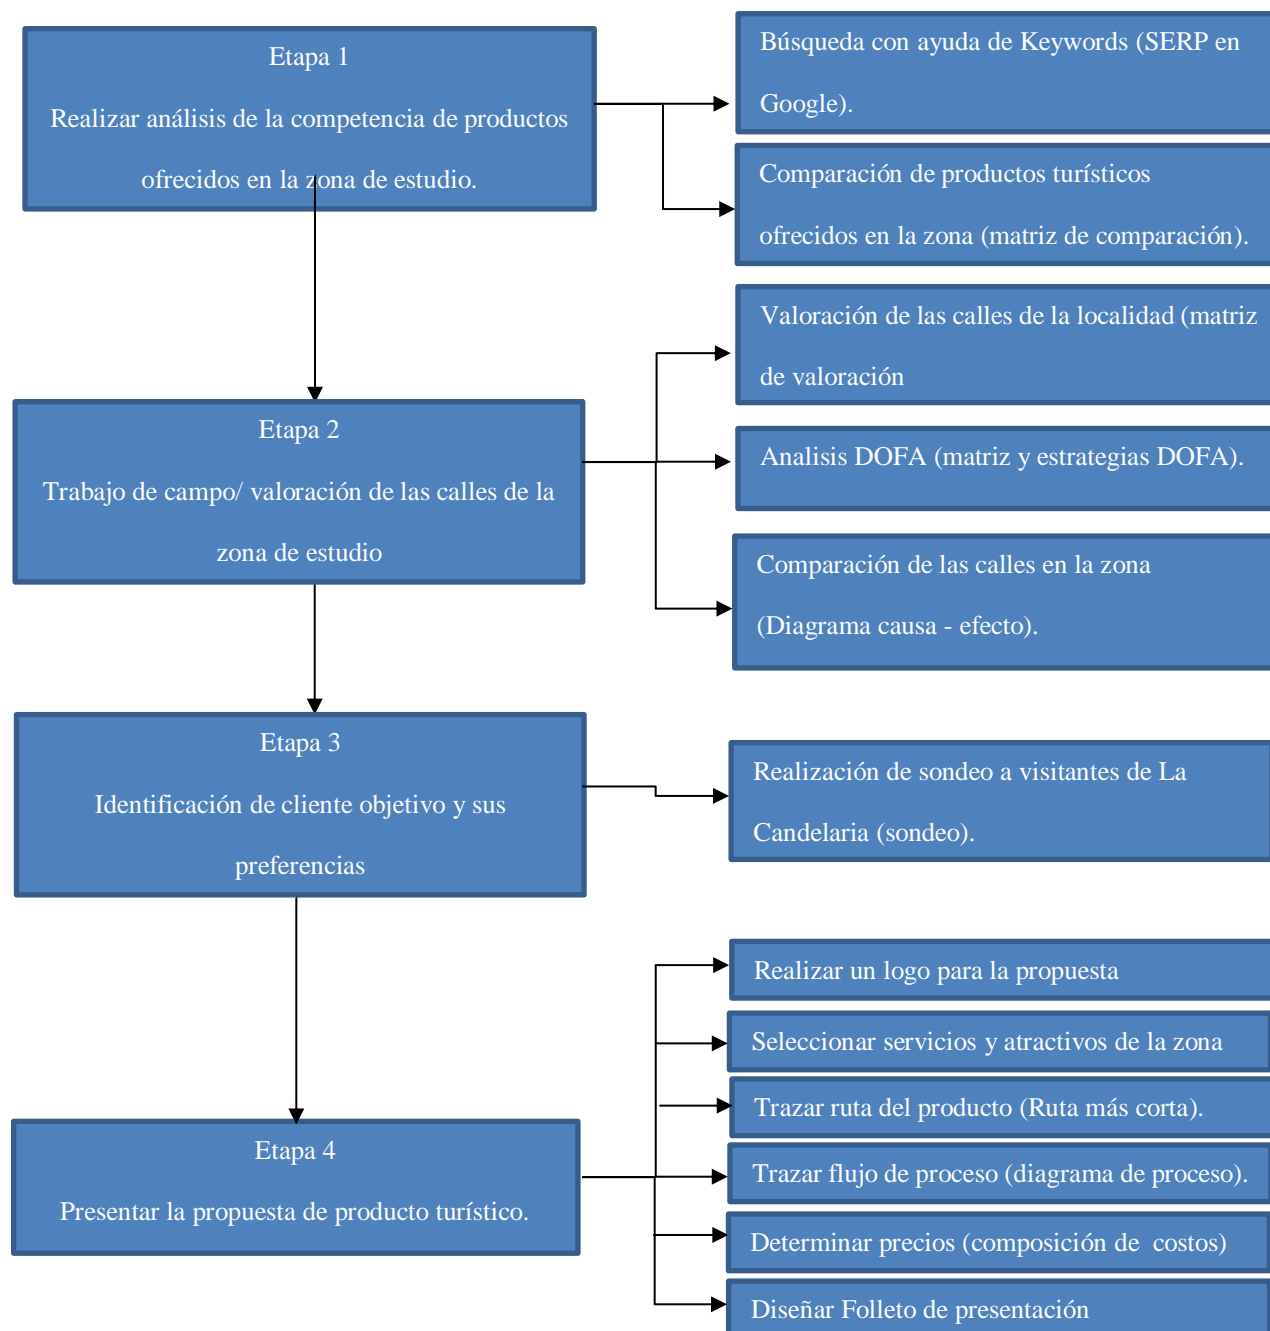 Etapa 1
Realizar análisis de la competencia de productos
ofrecidos en la zona de estudio.
Búsqueda con ayuda de Keywords (SERP en
Google).
Comparación de productos turísticos
ofrecidos en la zona (matriz de comparación).
Etapa 2
Trabajo de campo/ valoración de las calles de la
zona de estudio
Valoración de las calles de la localidad (matriz
de valoración
Analisis DOFA (matriz y estrategias DOFA).
Comparación de las calles en la zona
(Diagrama causa - efecto).
Etapa 3
Identificación de cliente objetivo y sus
preferencias
Realización de sondeo a visitantes de La
Candelaria (sondeo).
Etapa 4
Presentar la propuesta de producto turístico.
Realizar un logo para la propuesta
Seleccionar servicios y atractivos de la zona
Trazar ruta del producto (Ruta más corta).
Trazar flujo de proceso (diagrama de proceso).
Determinar precios (composición de  costos)
Diseñar Folleto de presentación